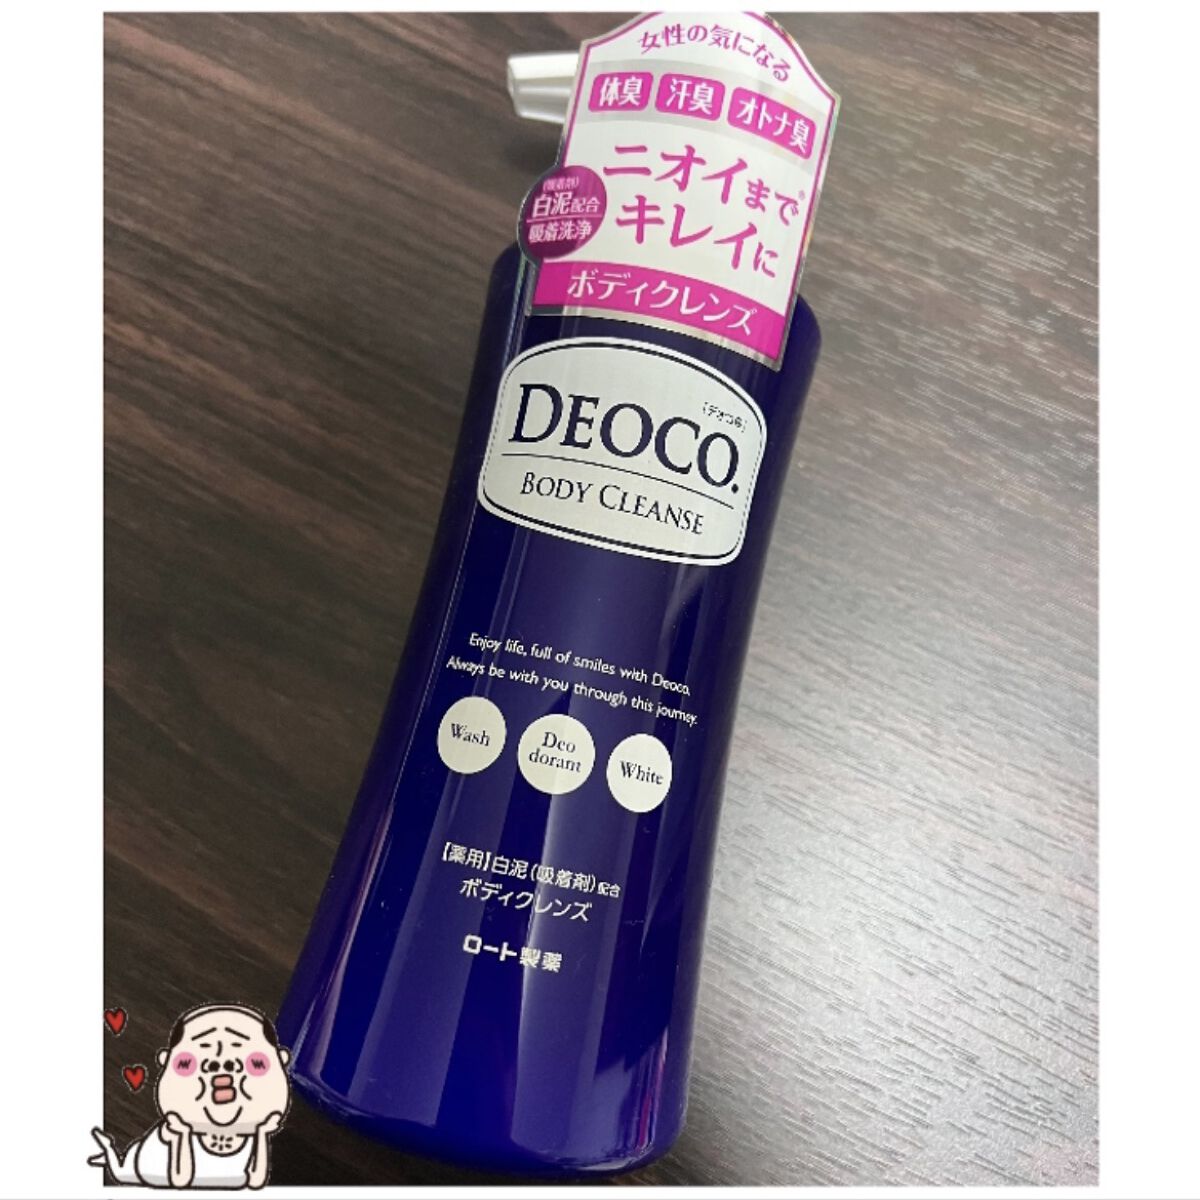 女性の気になる
体臭 汗臭 オトナ臭
ニオイまで※
キレイに
(吸着剤)
白泥配合
吸着洗浄
ボディクレンズ
DEOCO.
BODY CLEANSE
Enjoy life, full of smiles with Deoco.
Always be with you through this journey.
Wash
Deo
dorant
White
【薬用】白泥(吸着剤)配合
ボディクレンズ
ロート製薬